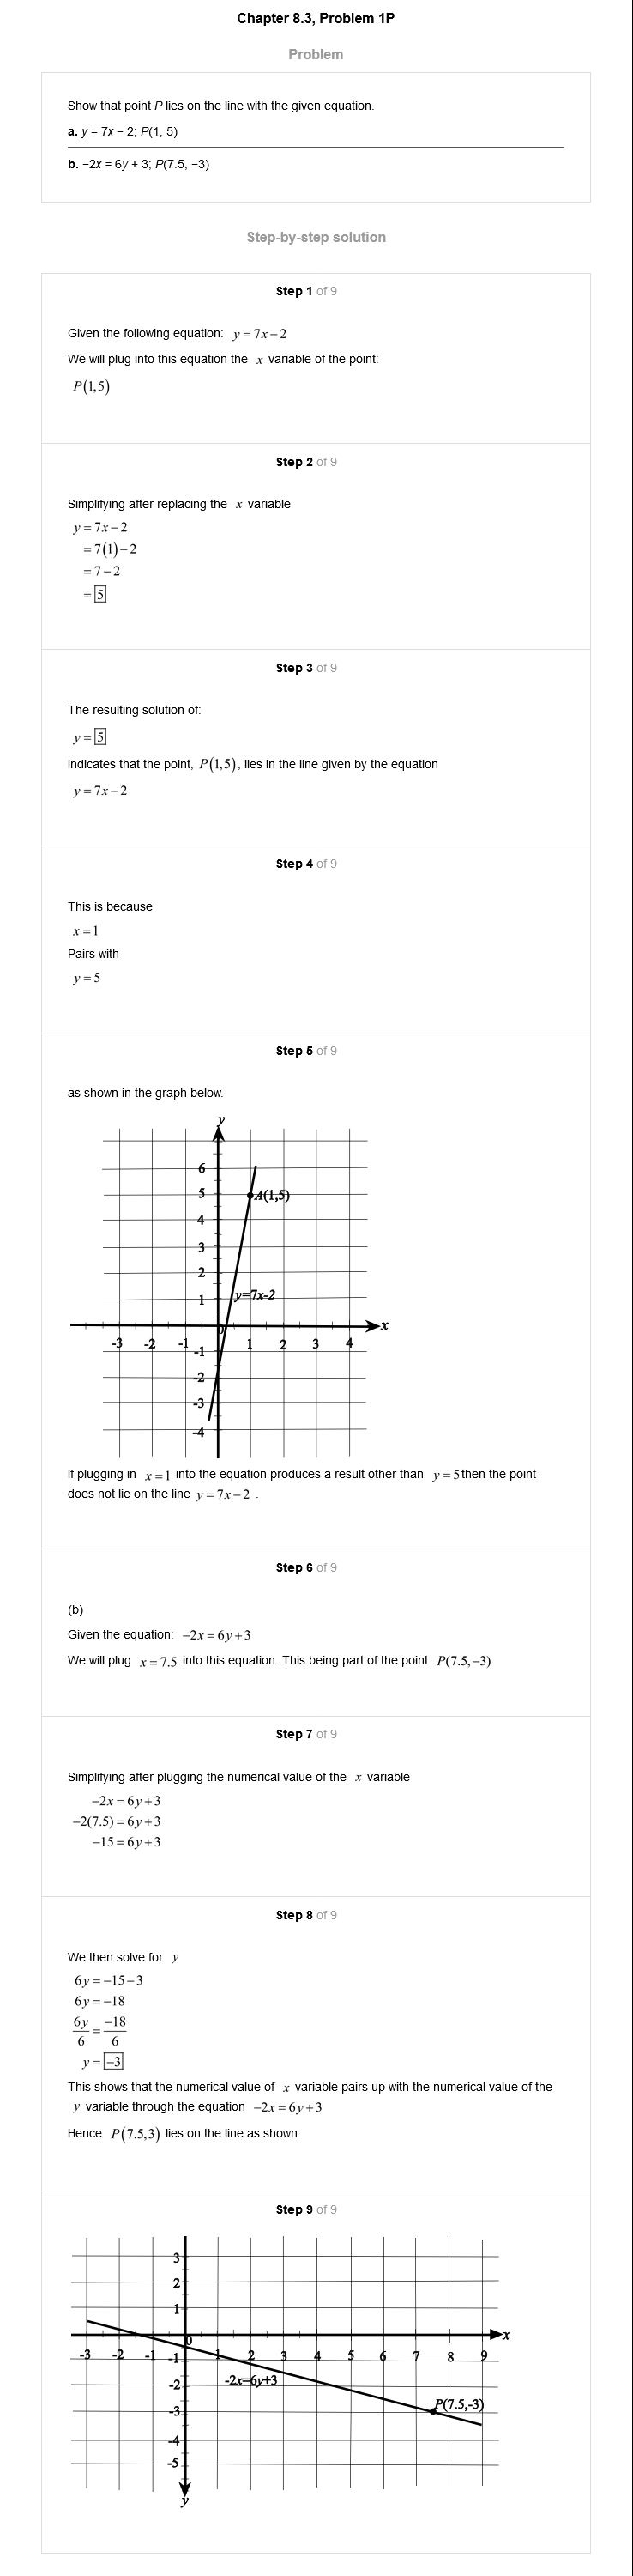 Chapter 8.3, Problem 1P
Problem
Show that point P lies on the line with the given equation.
a. y = 7x − 2; P(1, 5)
b. −2x = 6y + 3; P(7.5, −3)
Step-by-step solution
Step 1 of 9
Given the following equation: y = 7x − 2
We will plug into this equation the x variable of the point:
P(1,5)
Step 2 of 9
Simplifying after replacing the x variable
y = 7x − 2
= 7(1) − 2
= 7 − 2
= 5
Step 3 of 9
The resulting solution of:
y = 5
Indicates that the point, P(1,5), lies in the line given by the equation
y = 7x − 2
Step 4 of 9
This is because
x = 1
Pairs with
y = 5
Step 5 of 9
as shown in the graph below.
y
6
5 A(1,5)
4
3
2
1 y=7x-2
0 x
-3 -2 -1 1 2 3 4
-1
-2
-3
-4
If plugging in x = 1 into the equation produces a result other than y = 5 then the point
does not lie on the line y = 7x − 2 .
Step 6 of 9
(b)
Given the equation: −2x = 6y + 3
We will plug x = 7.5 into this equation. This being part of the point P(7.5, −3)
Step 7 of 9
Simplifying after plugging the numerical value of the x variable
−2x = 6y + 3
−2(7.5) = 6y + 3
−15 = 6y + 3
Step 8 of 9
We then solve for y
6y = −15 − 3
6y = −18
6y/6 = −18/6
y = −3
This shows that the numerical value of x variable pairs up with the numerical value of the
y variable through the equation −2x = 6y + 3
Hence P(7.5,3) lies on the line as shown.
Step 9 of 9
3
2
1
0 x
-3 -2 -1 1 2 3 4 5 6 7 8 9
-1
-2 -2x=6y+3
-3 P(7.5,-3)
-4
-5
y